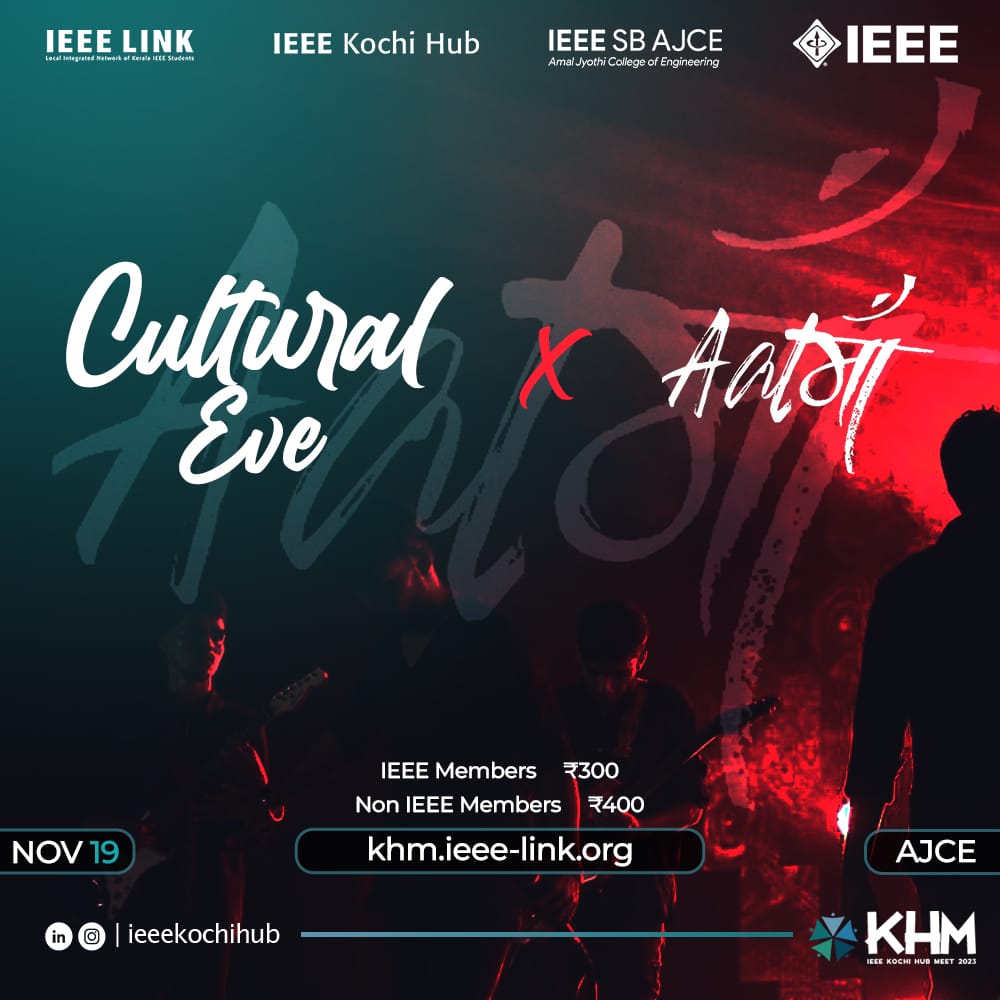 IEEE LINK
Local Integrated Network of Kerala IEEE Students
IEEE Kochi Hub
IEEE SB AJCE
Amal Jyothi College of Engineering
IEEE
Cultural
Eve
X
Aatमाँ
IEEE Members ₹300
Non IEEE Members ₹400
NOV 19
khm.ieee-link.org
AJCE
in | ieeekochihub
KHM
IEEE KOCHI HUB MEET 2023